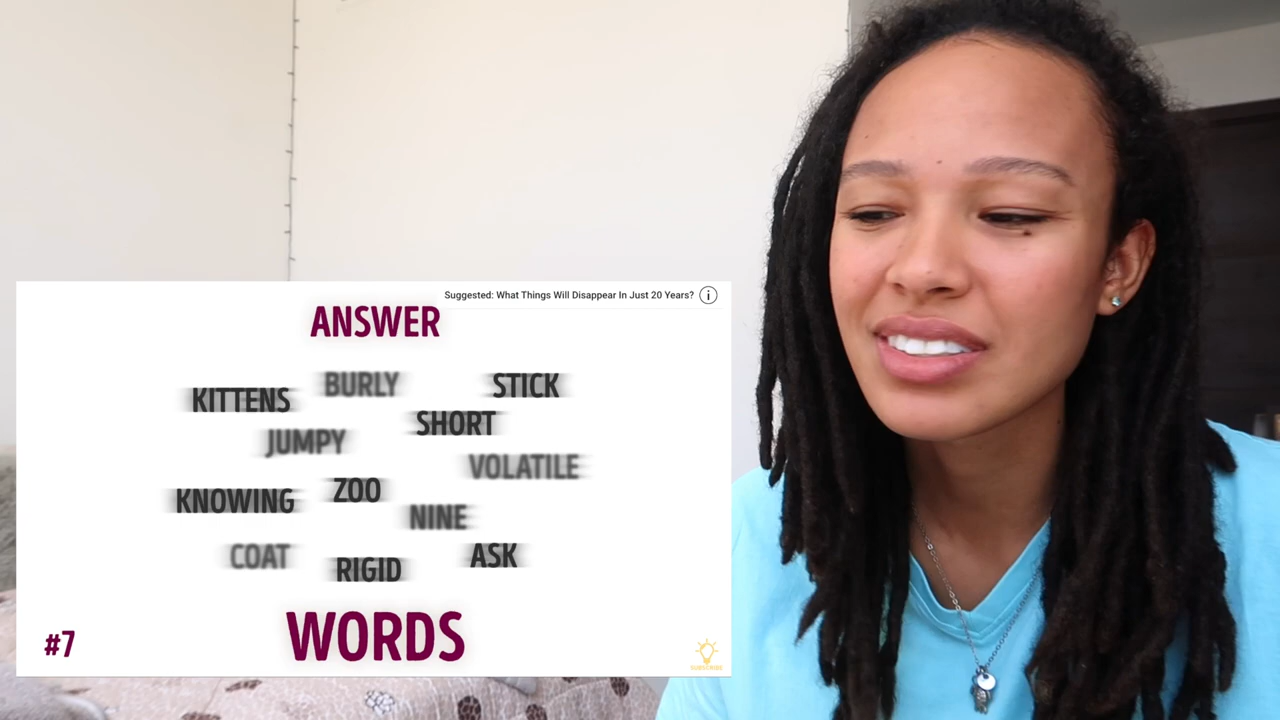 Suggested: What Things Will Disappear In Just 20 Years?
ANSWER
KITTENS BURLY STICK
SHORT
JUMPY
VOLATILE
KNOWING ZOO
NINE
COAT RIGID ASK
WORDS
#7
SUBSCRIBE